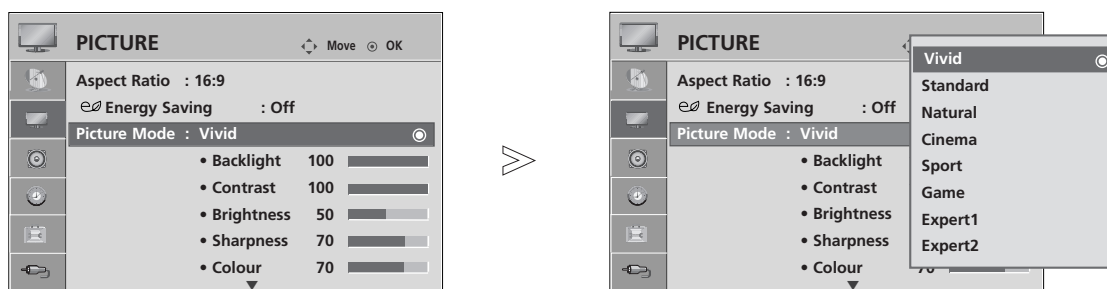 PICTURE
Move OK
Aspect Ratio : 16:9
Energy Saving : Off
Picture Mode : Vivid
• Backlight 100
• Contrast 100
• Brightness 50
• Sharpness 70
• Colour 70
PICTURE
Aspect Ratio : 16:9
Energy Saving : Off
Picture Mode : Vivid
• Backlight
• Contrast
• Brightness
• Sharpness
• Colour 70
Vivid
Standard
Natural
Cinema
Sport
Game
Expert1
Expert2